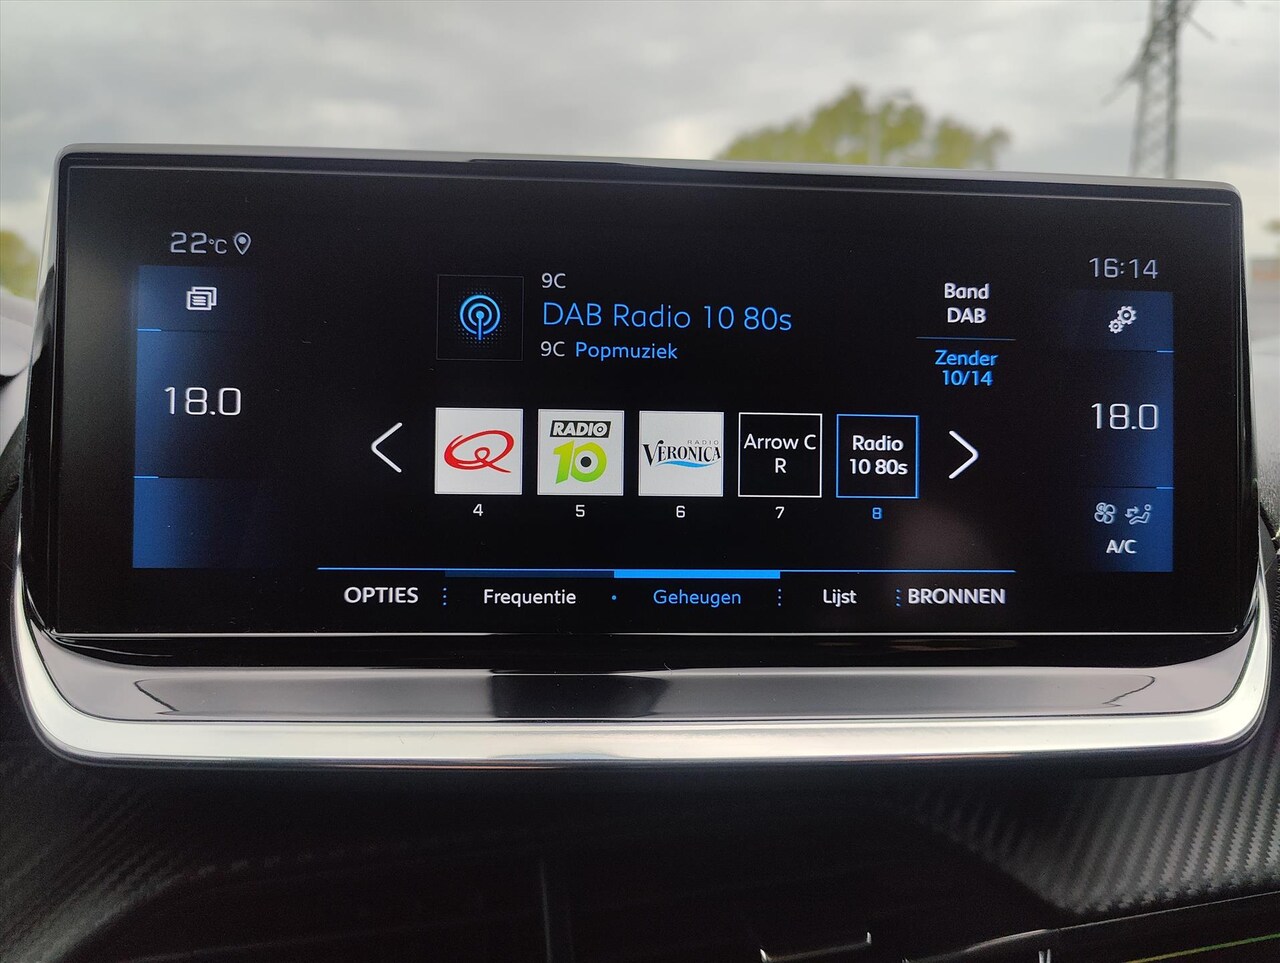 22°C
16:14
9C
DAB Radio 10 80s
9C Popmuziek
Band
DAB
Zender
10/14
18.0
18.0
RADIO
10
RADIO
VERONICA
Arrow C
R
Radio
10 80s
4
5
6
7
8
A/C
OPTIES
Frequentie
Geheugen
Lijst
BRONNEN